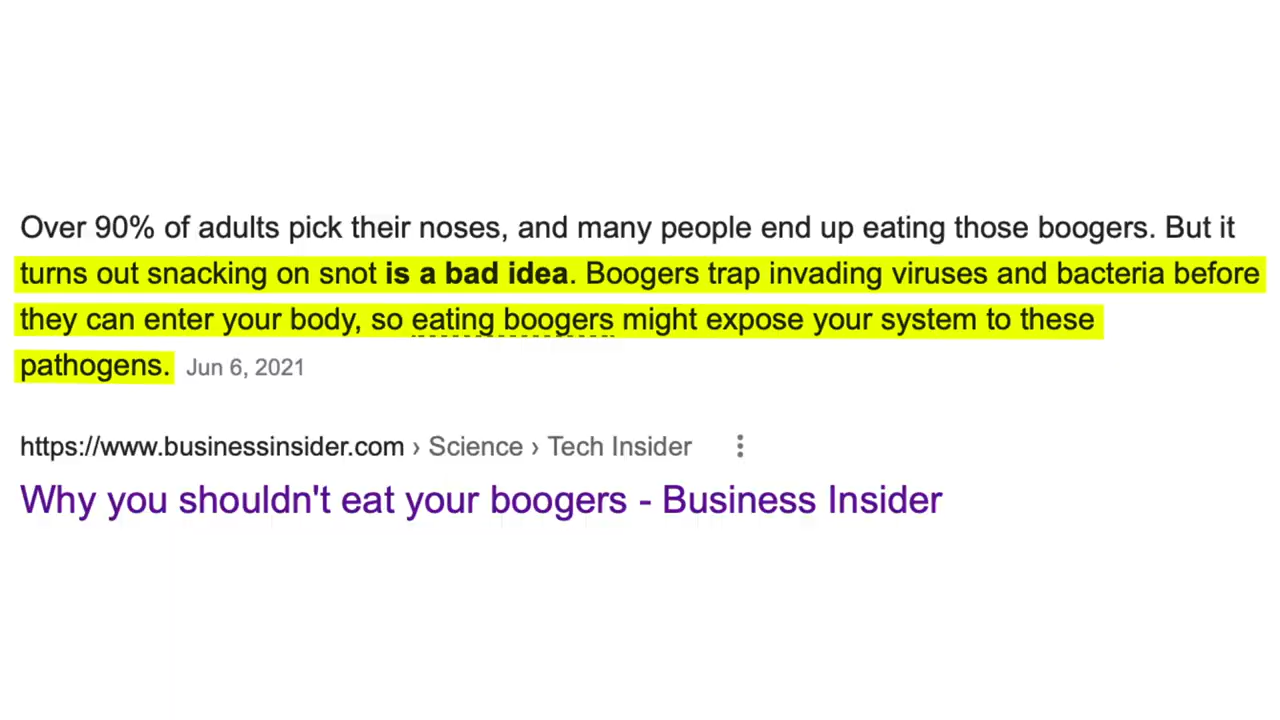 Over 90% of adults pick their noses, and many people end up eating those boogers. But it
turns out snacking on snot is a bad idea. Boogers trap invading viruses and bacteria before
they can enter your body, so eating boogers might expose your system to these
pathogens. Jun 6, 2021
https://www.businessinsider.com › Science › Tech Insider
Why you shouldn't eat your boogers - Business Insider